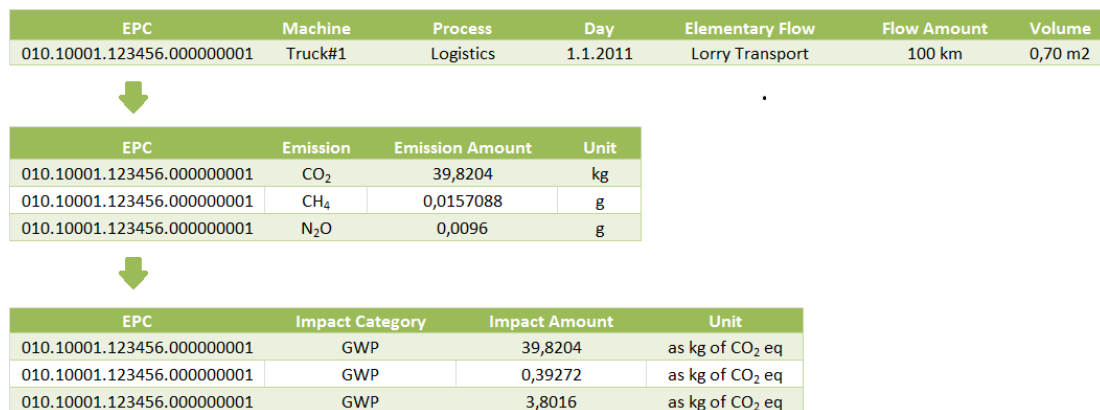 EPC Machine Process Day Elementary Flow Flow Amount Volume
010.10001.123456.000000001 Truck#1 Logistics 1.1.2011 Lorry Transport 100 km 0,70 m2
.
EPC Emission Emission Amount Unit
010.10001.123456.000000001 CO₂ 39,8204 kg
010.10001.123456.000000001 CH₄ 0,0157088 g
010.10001.123456.000000001 N₂O 0,0096 g
EPC Impact Category Impact Amount Unit
010.10001.123456.000000001 GWP 39,8204 as kg of CO₂ eq
010.10001.123456.000000001 GWP 0,39272 as kg of CO₂ eq
010.10001.123456.000000001 GWP 3,8016 as kg of CO₂ eq